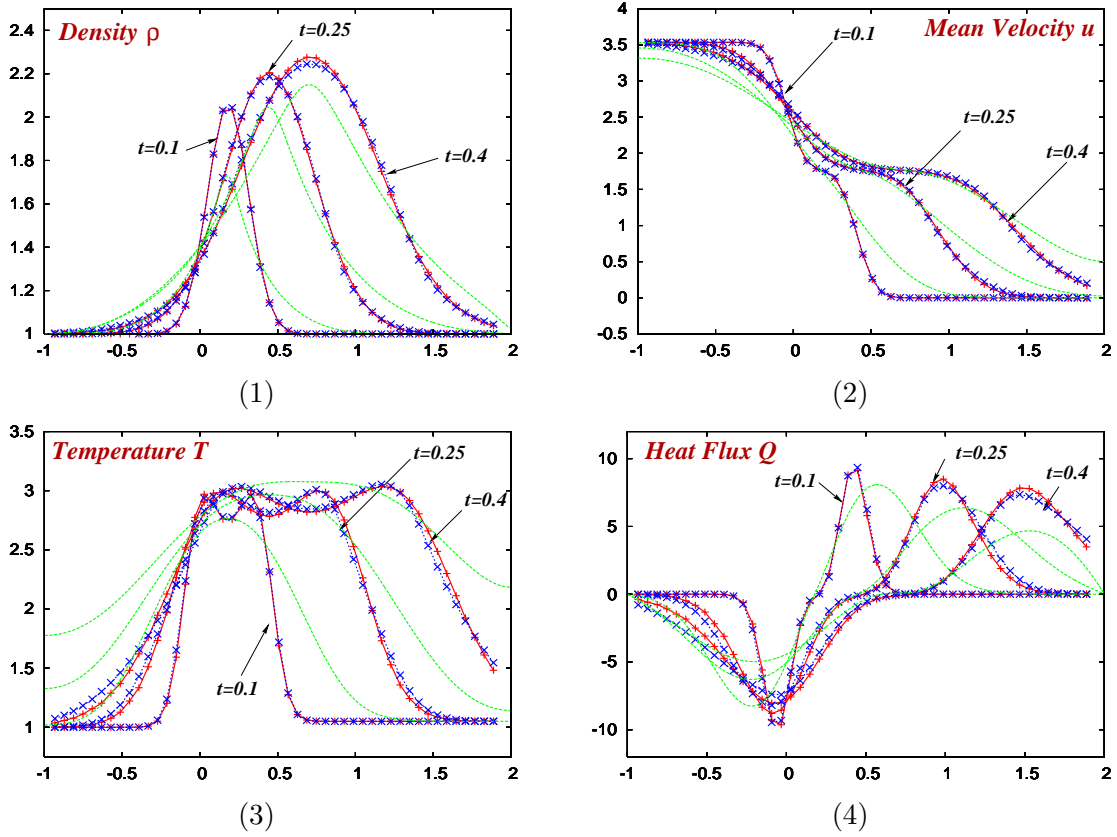 Density ρ
t=0.25
t=0.1
t=0.4
2.4
2.2
2
1.8
1.6
1.4
1.2
1
-1 -0.5 0 0.5 1 1.5 2
(1)
Mean Velocity u
t=0.1
t=0.25
t=0.4
4
3.5
3
2.5
2
1.5
1
0.5
0
-0.5
-1 -0.5 0 0.5 1 1.5 2
(2)
Temperature T
t=0.25
t=0.4
t=0.1
3.5
3
2.5
2
1.5
1
-1 -0.5 0 0.5 1 1.5 2
(3)
Heat Flux Q
t=0.25
t=0.1
t=0.4
10
5
0
-5
-10
-1 -0.5 0 0.5 1 1.5 2
(4)